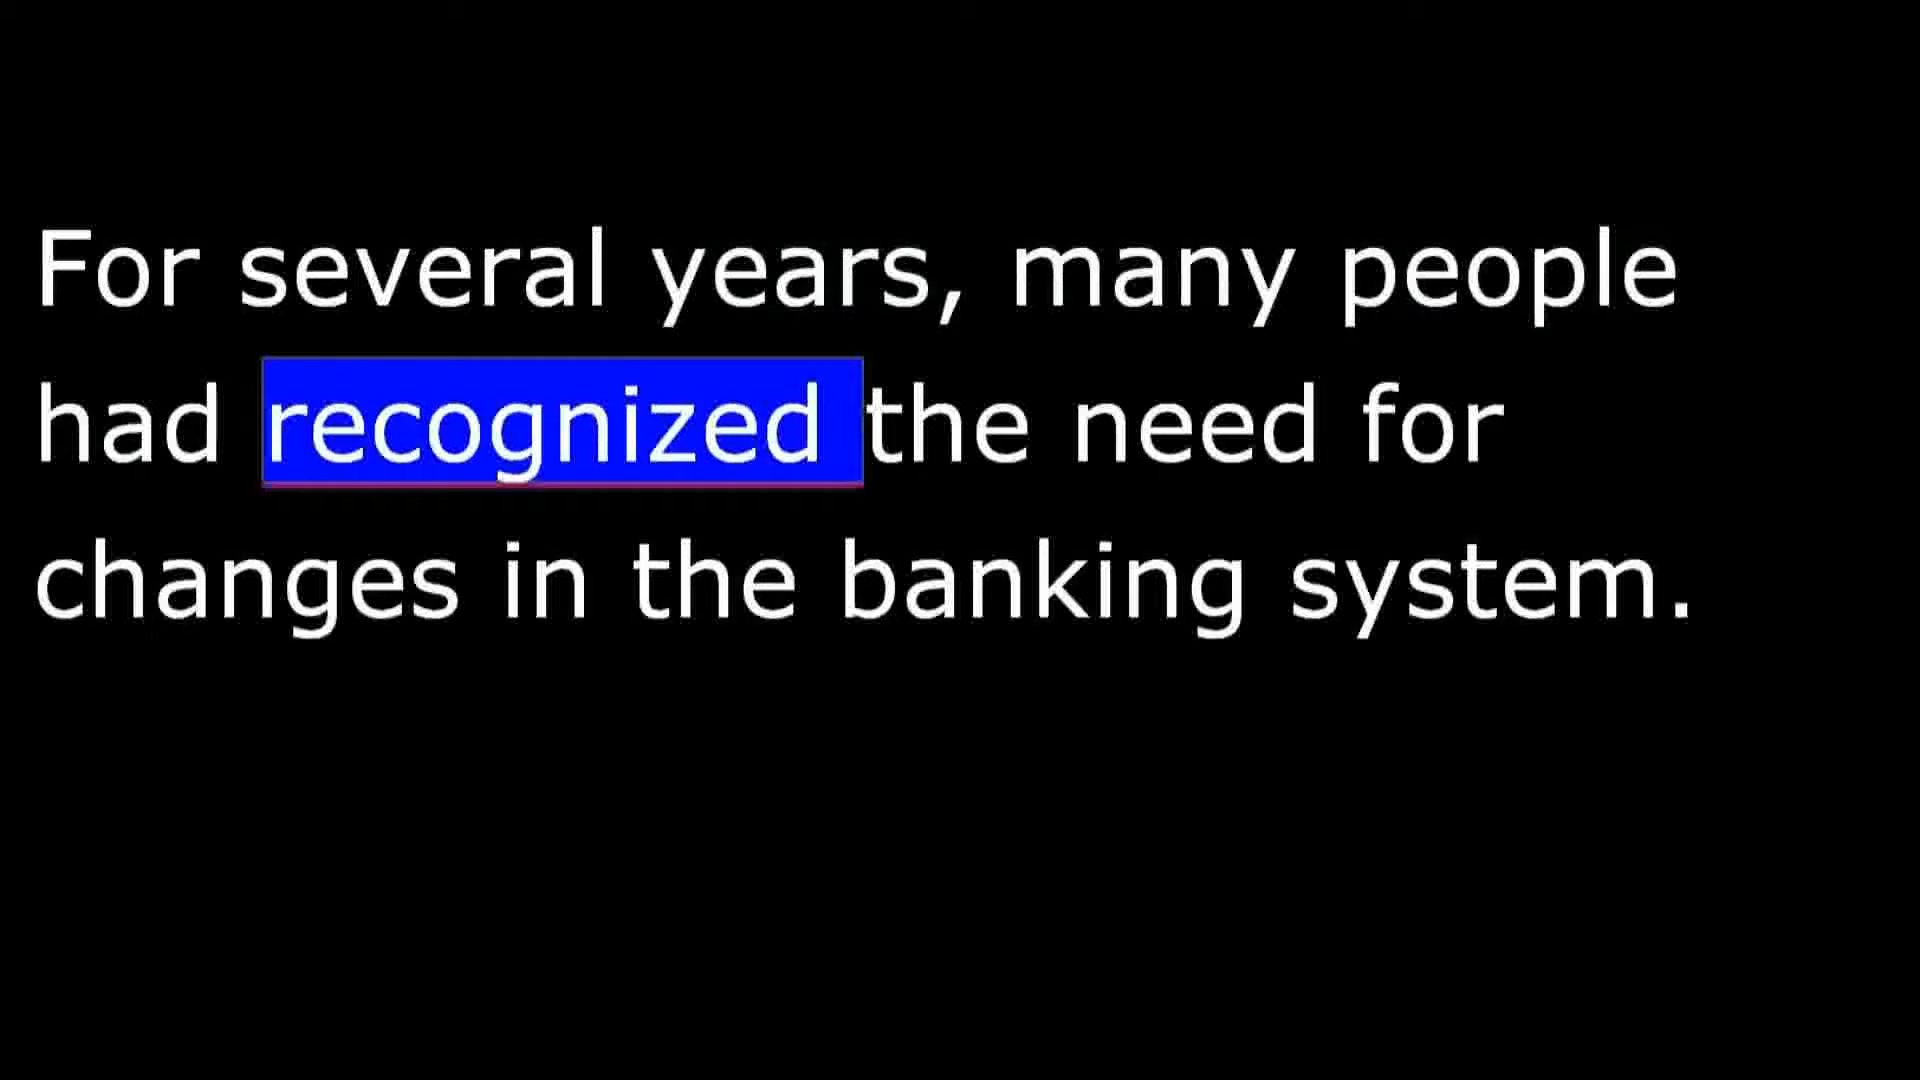 For several years, many people
had recognized the need for
changes in the banking system.